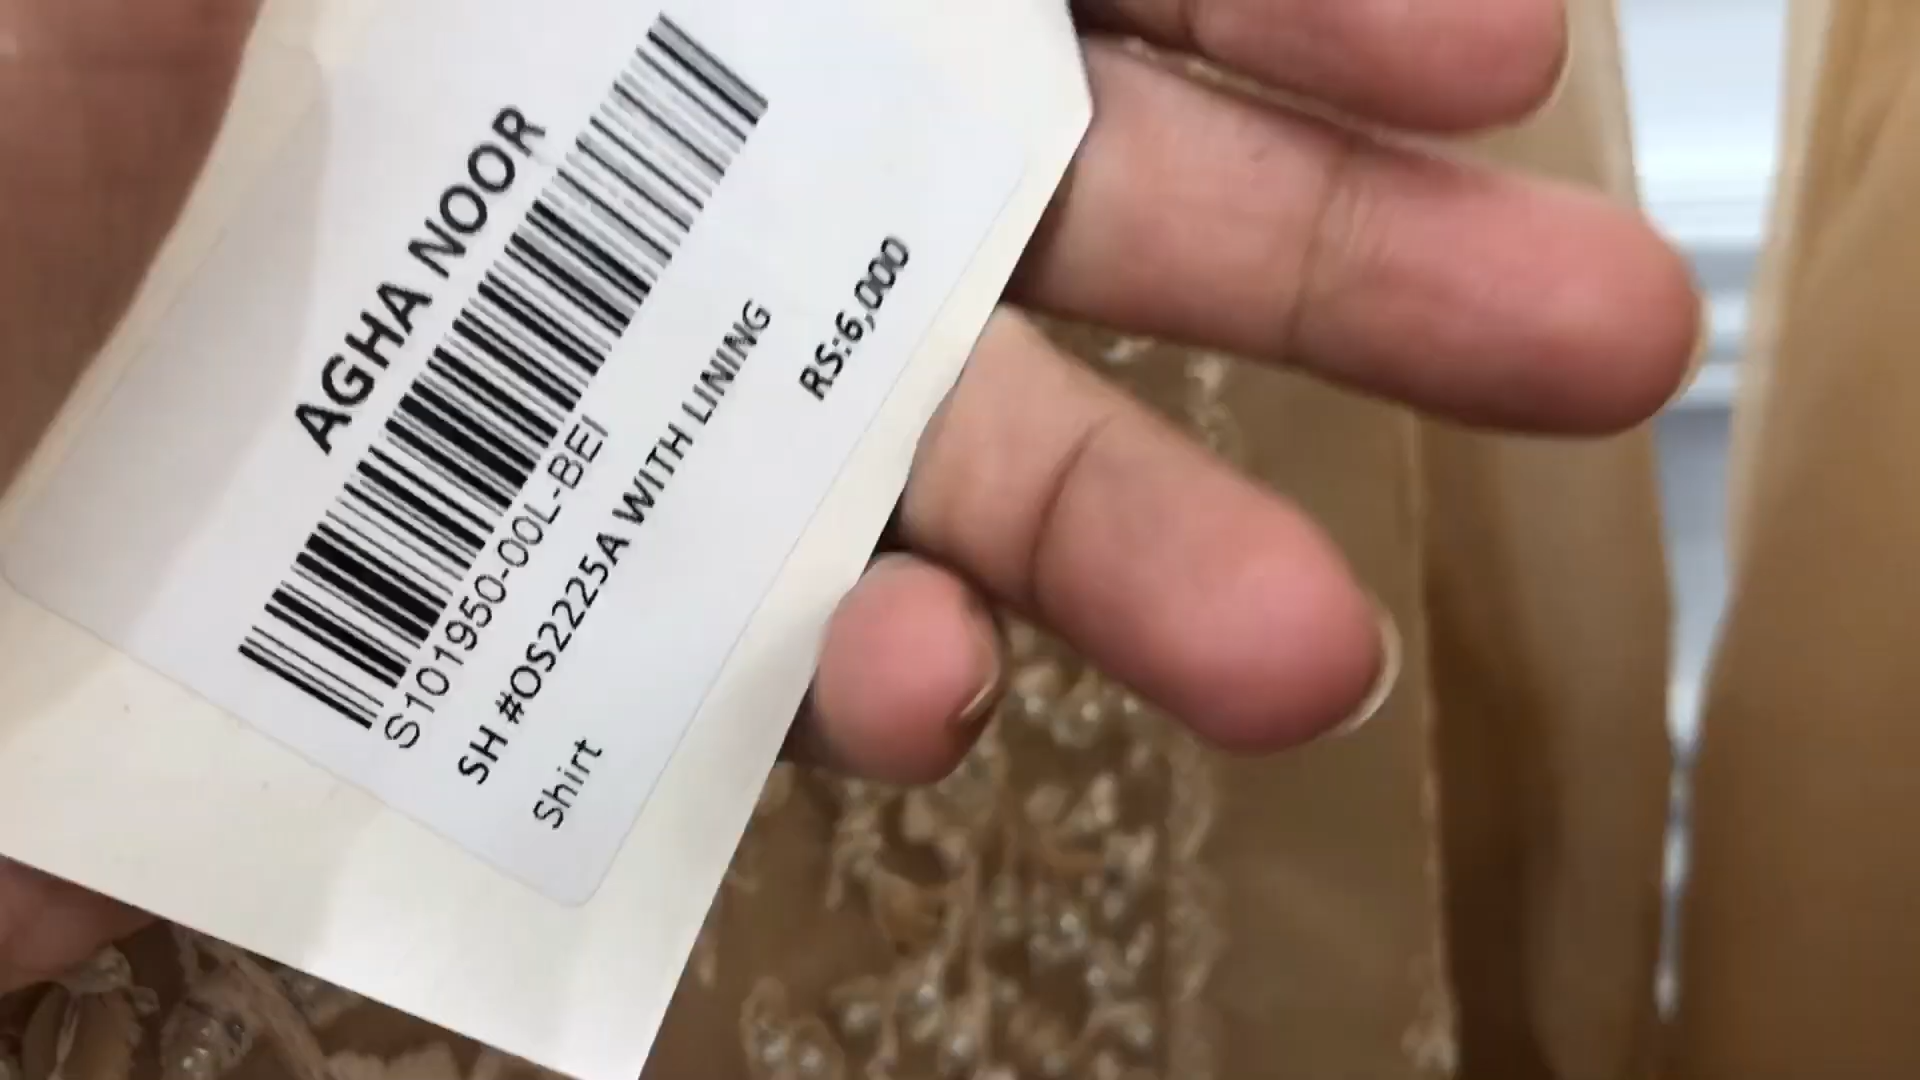 AGHA NOOR
S101950-00L-BEI
SH #OS2225A WITH LINING
Shirt
RS:6,000